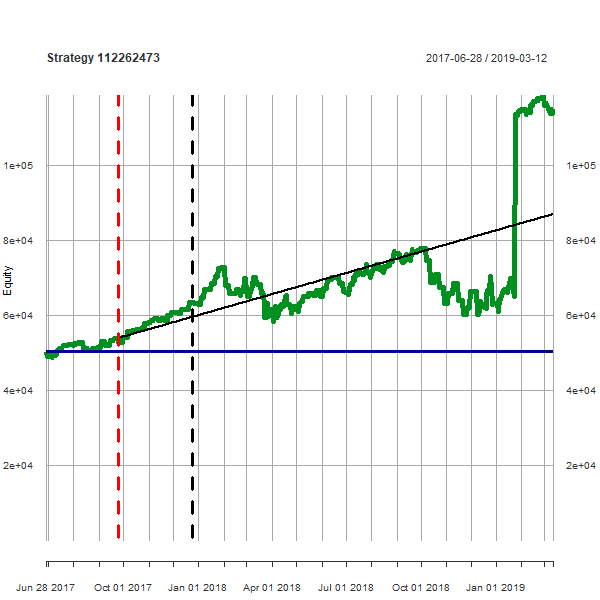 Strategy 112262473 2017-06-28 / 2019-03-12
1e+05 1e+05
8e+04 8e+04
Equity
6e+04 6e+04
4e+04 4e+04
2e+04 2e+04
Jun 28 2017 Oct 01 2017 Jan 01 2018 Apr 01 2018 Jul 01 2018 Oct 01 2018 Jan 01 2019